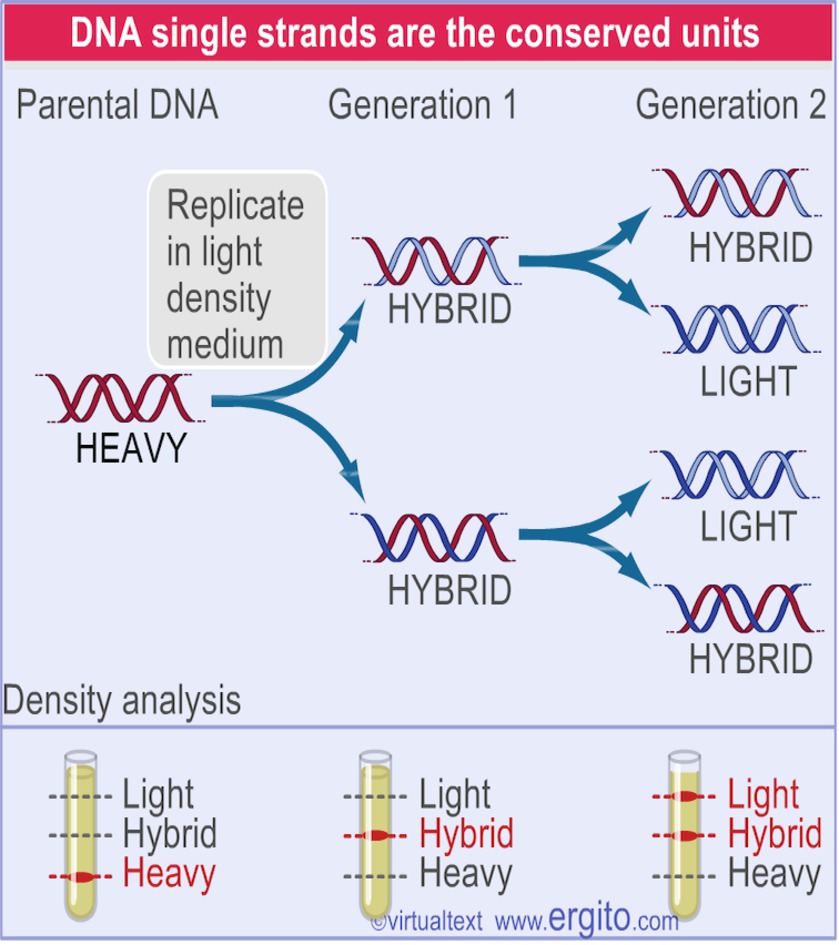 DNA single strands are the conserved units
Parental DNA
Generation 1
Generation 2
Replicate
in light
density
medium
HEAVY
HYBRID
HYBRID
HYBRID
LIGHT
LIGHT
HYBRID
Density analysis
Light
Hybrid
Heavy
Light
Hybrid
Heavy
Light
Hybrid
Heavy
©virtualtext www.ergito.com